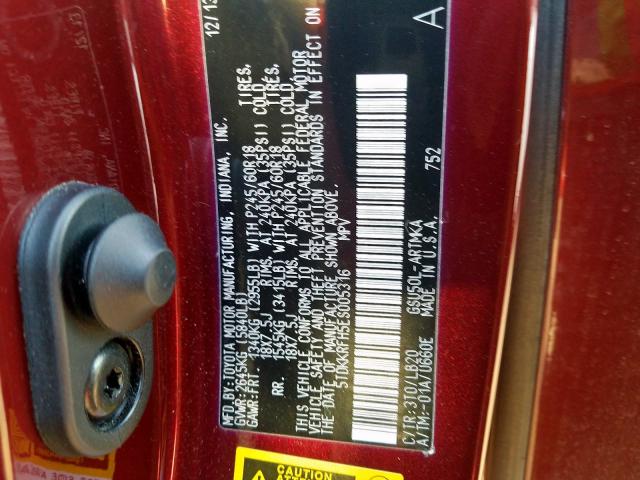 12/13
MFD. BY:TOYOTA MOTOR MANUFACTURING, INDIANA, INC.
GVWR:2645KG (5840LB)
GAWR:FRT. 1340KG (2955LB) WITH P245/60R18 TIRES,
18X7.5J RIMS, AT 240KPA (35PSI) COLD
RR. 1545KG (3415LB) WITH P245/60R18 TIRES,
18X7.5J RIMS, AT 240KPA (35PSI) COLD,
THIS VEHICLE CONFORMS TO ALL APPLICABLE FEDERAL MOTOR
VEHICLE SAFETY AND THEFT PREVENTION STANDARDS IN EFFECT ON
THE DATE OF MANUFACTURE SHOWN ABOVE.
5TDKKRFH5ES005316 MPV
752
C/TR:3T0/LB20 GSU50L-ARTMKA
A/TM:-01A/U660E MADE IN U.S.A.
A
CAUTION